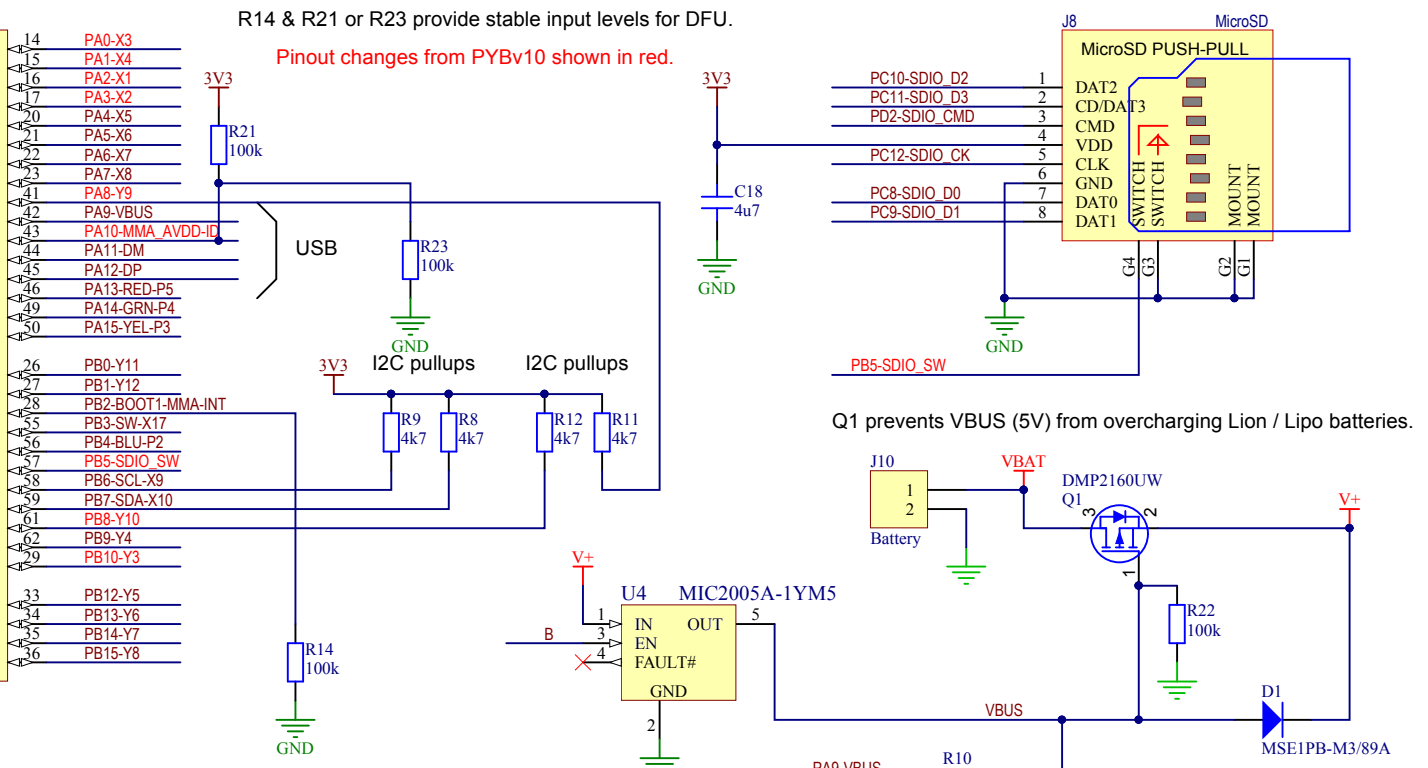 R14 & R21 or R23 provide stable input levels for DFU.
Pinout changes from PYBv10 shown in red.
14 PA0-X3
15 PA1-X4
16 PA2-X1
17 PA3-X2
20 PA4-X5
21 PA5-X6
22 PA6-X7
23 PA7-X8
41 PA8-Y9
42 PA9-VBUS
43 PA10-MMA_AVDD-ID
44 PA11-DM
45 PA12-DP
46 PA13-RED-P5
49 PA14-GRN-P4
50 PA15-YEL-P3
26 PB0-Y11
27 PB1-Y12
28 PB2-BOOT1-MMA-INT
55 PB3-SW-X17
56 PB4-BLU-P2
57 PB5-SDIO_SW
58 PB6-SCL-X9
59 PB7-SDA-X10
61 PB8-Y10
62 PB9-Y4
29 PB10-Y3
33 PB12-Y5
34 PB13-Y6
35 PB14-Y7
36 PB15-Y8
3V3
R21
100k
USB
R23
100k
GND
3V3
I2C pullups
I2C pullups
R9
4k7
R8
4k7
R12
4k7
R11
4k7
R14
100k
GND
3V3
C18
4u7
GND
J8
MicroSD
MicroSD PUSH-PULL
PC10-SDIO_D2 1 DAT2
PC11-SDIO_D3 2 CD/DAT3
PD2-SDIO_CMD 3 CMD
4 VDD
PC12-SDIO_CK 5 CLK
6 GND
PC8-SDIO_D0 7 DAT0
PC9-SDIO_D1 8 DAT1
SWITCH
SWITCH
MOUNT
MOUNT
G4
G3
G2
G1
GND
PB5-SDIO_SW
Q1 prevents VBUS (5V) from overcharging Lion / Lipo batteries.
J10
1
2
Battery
VBAT
DMP2160UW
Q1
3
2
1
V+
R22
100k
D1
MSE1PB-M3/89A
V+
U4 MIC2005A-1YM5
1 IN
OUT 5
B 3 EN
4 FAULT#
GND
2
VBUS
PA9-VBUS
R10